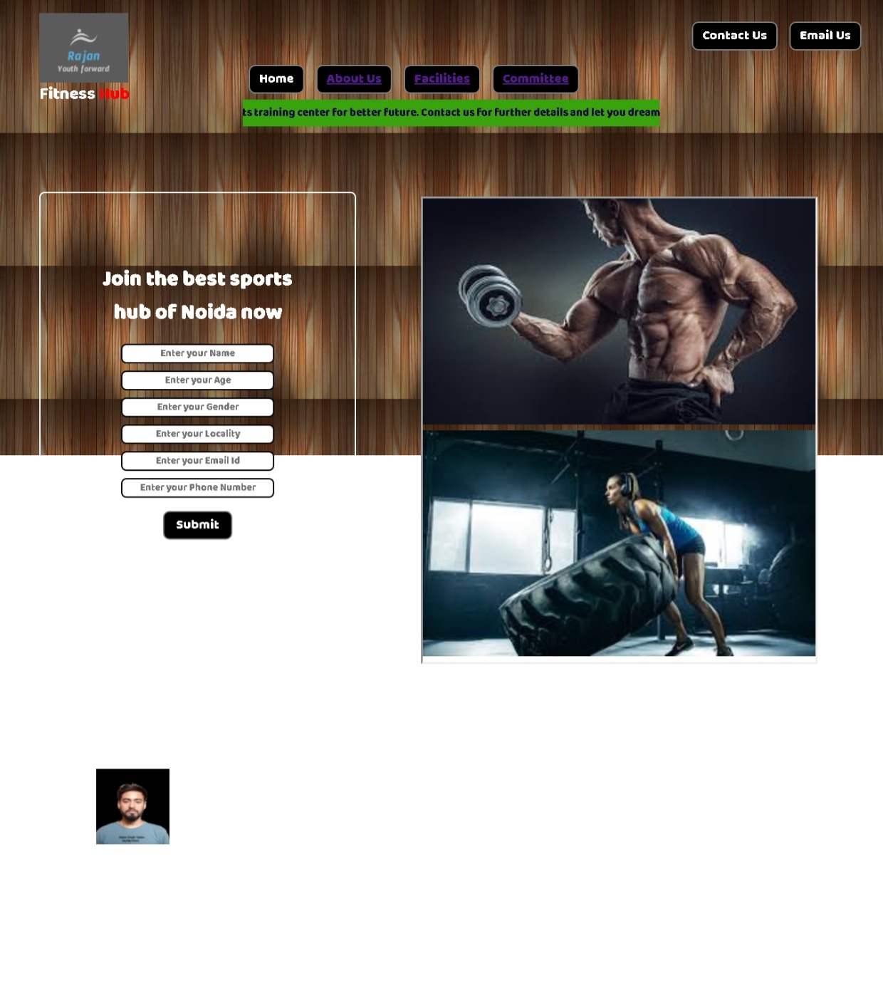 Rajan
Youth forward
Fitness Hub
Contact Us
Email Us
Home
About Us
Facilities
Committee
ts training center for better future. Contact us for further details and let you dream
Join the best sports
hub of Noida now
Enter your Name
Enter your Age
Enter your Gender
Enter your Locality
Enter your Email Id
Enter your Phone Number
Submit